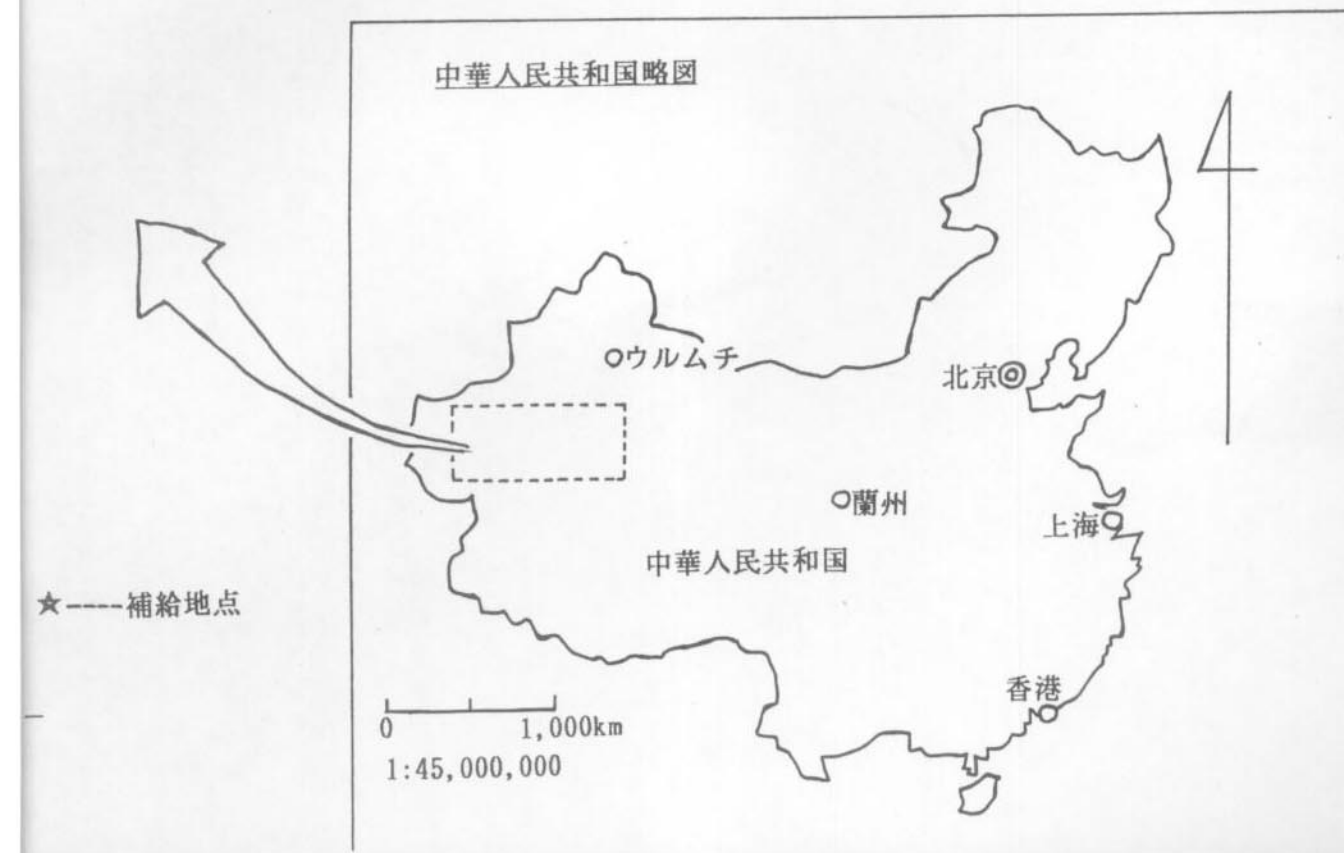 中華人民共和国略図
ウルムチ
北京
蘭州
上海
中華人民共和国
★----補給地点
香港
0 1,000km
1:45,000,000